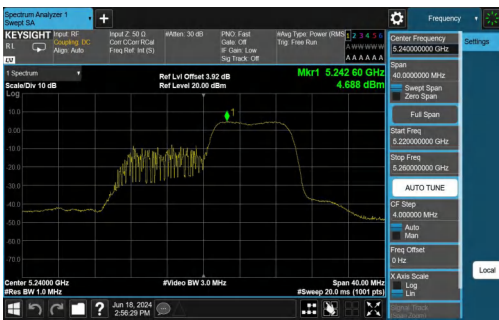 Spectrum Analyzer 1
Swept SA
+
Frequency
KEYSIGHT
Input: RF
Input Z: 50 Ω
#Atten: 30 dB
PNO: Fast
#Avg Type: Power (RMS
1 2 3 4 5 6
RL
Coupling: DC
Corr CCorr RCal
Gate: Off
Trig: Free Run
A WWWWW
Align: Auto
Freq Ref: Int (S)
IF Gain: Low
A A A A A A
Sig Track: Off
LV
1 Spectrum
Ref Lvl Offset 3.92 dB
Mkr1 5.242 60 GHz
Scale/Div 10 dB
Ref Level 20.00 dBm
4.688 dBm
Log
1
10.0
0.00
-10.0
-20.0
-30.0
-40.0
-50.0
-60.0
-70.0
Center 5.24000 GHz
#Video BW 3.0 MHz
Span 40.00 MHz
#Res BW 1.0 MHz
#Sweep 20.0 ms (1001 pts)
Center Frequency
5.240000000 GHz
Settings
Span
40.0000000 MHz
Swept Span
Zero Span
Full Span
Start Freq
5.220000000 GHz
Stop Freq
5.260000000 GHz
AUTO TUNE
CF Step
4.000000 MHz
Auto
Man
Freq Offset
0 Hz
X Axis Scale
Log
Lin
Local
Signal Track
?
Jun 18, 2024
2:56:29 PM